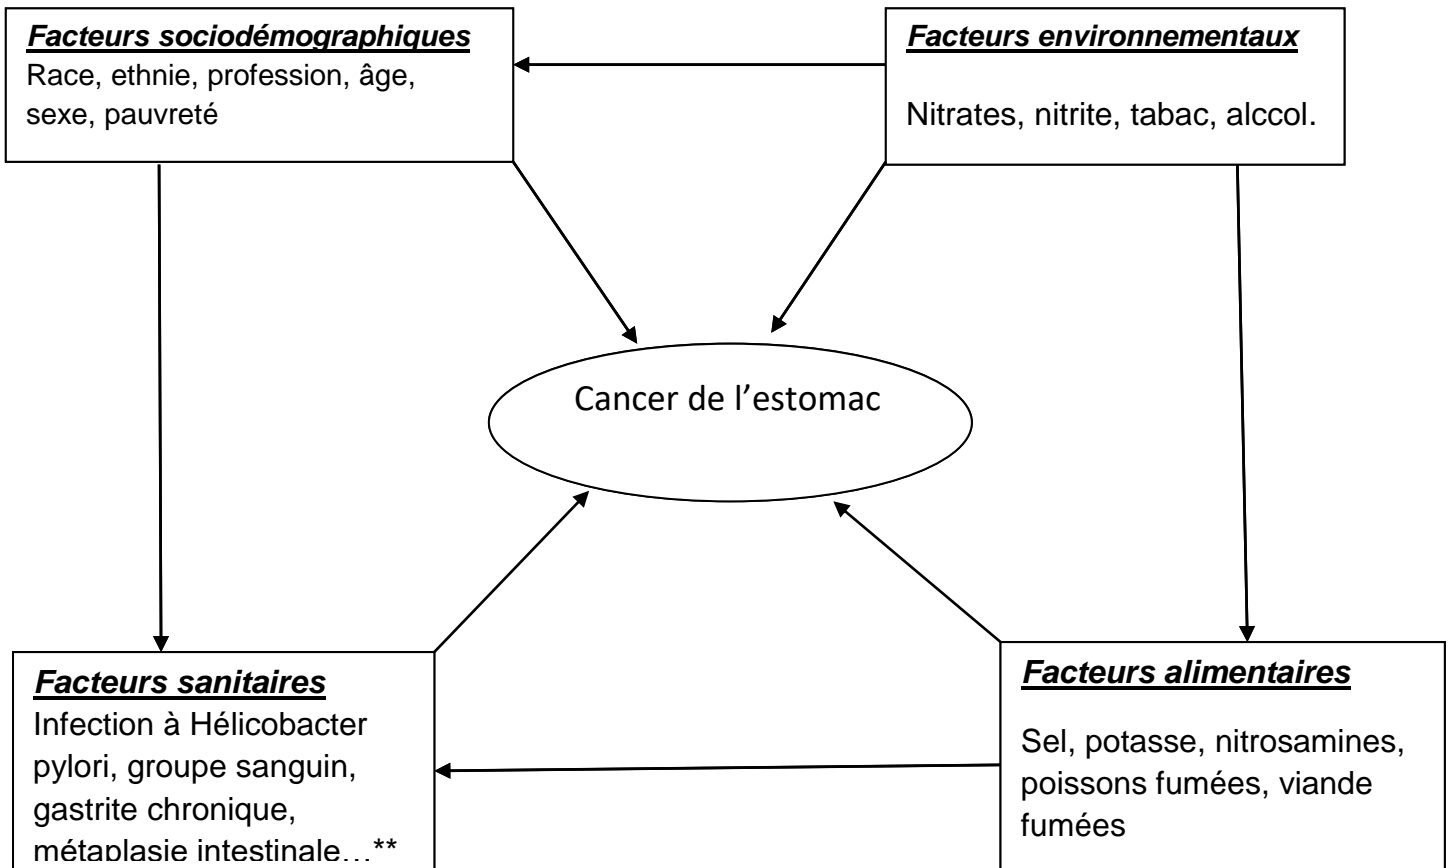 Facteurs sociodémographiques
Race, ethnie, profession, âge,
sexe, pauvreté
Facteurs environnementaux
Nitrates, nitrite, tabac, alccol.
Cancer de l’estomac
Facteurs sanitaires
Infection à Hélicobacter
pylori, groupe sanguin,
gastrite chronique,
métaplasie intestinale…**
Facteurs alimentaires
Sel, potasse, nitrosamines,
poissons fumées, viande
fumées